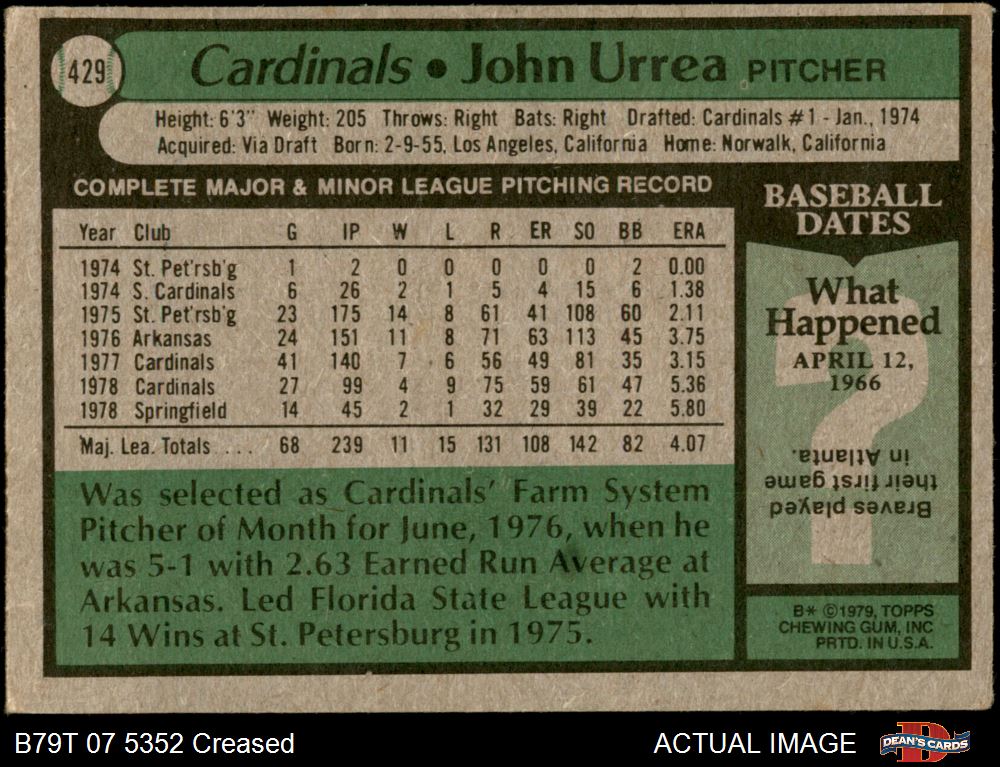 429
Cardinals • John Urrea PITCHER
Height: 6'3" Weight: 205 Throws: Right Bats: Right Drafted: Cardinals #1 - Jan., 1974
Acquired: Via Draft Born: 2-9-55, Los Angeles, California Home: Norwalk, California
COMPLETE MAJOR & MINOR LEAGUE PITCHING RECORD
Year Club G IP W L R ER SO BB ERA
1974 St. Pet'rsb'g 1 2 0 0 0 0 0 2 0.00
1974 S. Cardinals 6 26 2 1 5 4 15 6 1.38
1975 St. Pet'rsb'g 23 175 14 8 61 41 108 60 2.11
1976 Arkansas 24 151 11 8 71 63 113 45 3.75
1977 Cardinals 41 140 7 6 56 49 81 35 3.15
1978 Cardinals 27 99 4 9 75 59 61 47 5.36
1978 Springfield 14 45 2 1 32 29 39 22 5.80
Maj. Lea. Totals .... 68 239 11 15 131 108 142 82 4.07
Was selected as Cardinals' Farm System
Pitcher of Month for June, 1976, when he
was 5-1 with 2.63 Earned Run Average at
Arkansas. Led Florida State League with
14 Wins at St. Petersburg in 1975.
BASEBALL
DATES
What
Happened
APRIL 12,
1966
Braves played
their first game
in Atlanta.
B* ©1979, TOPPS
CHEWING GUM, INC
PRTD. IN U.S.A.
B79T 07 5352 Creased
ACTUAL IMAGE
D
DEAN'S CARDS